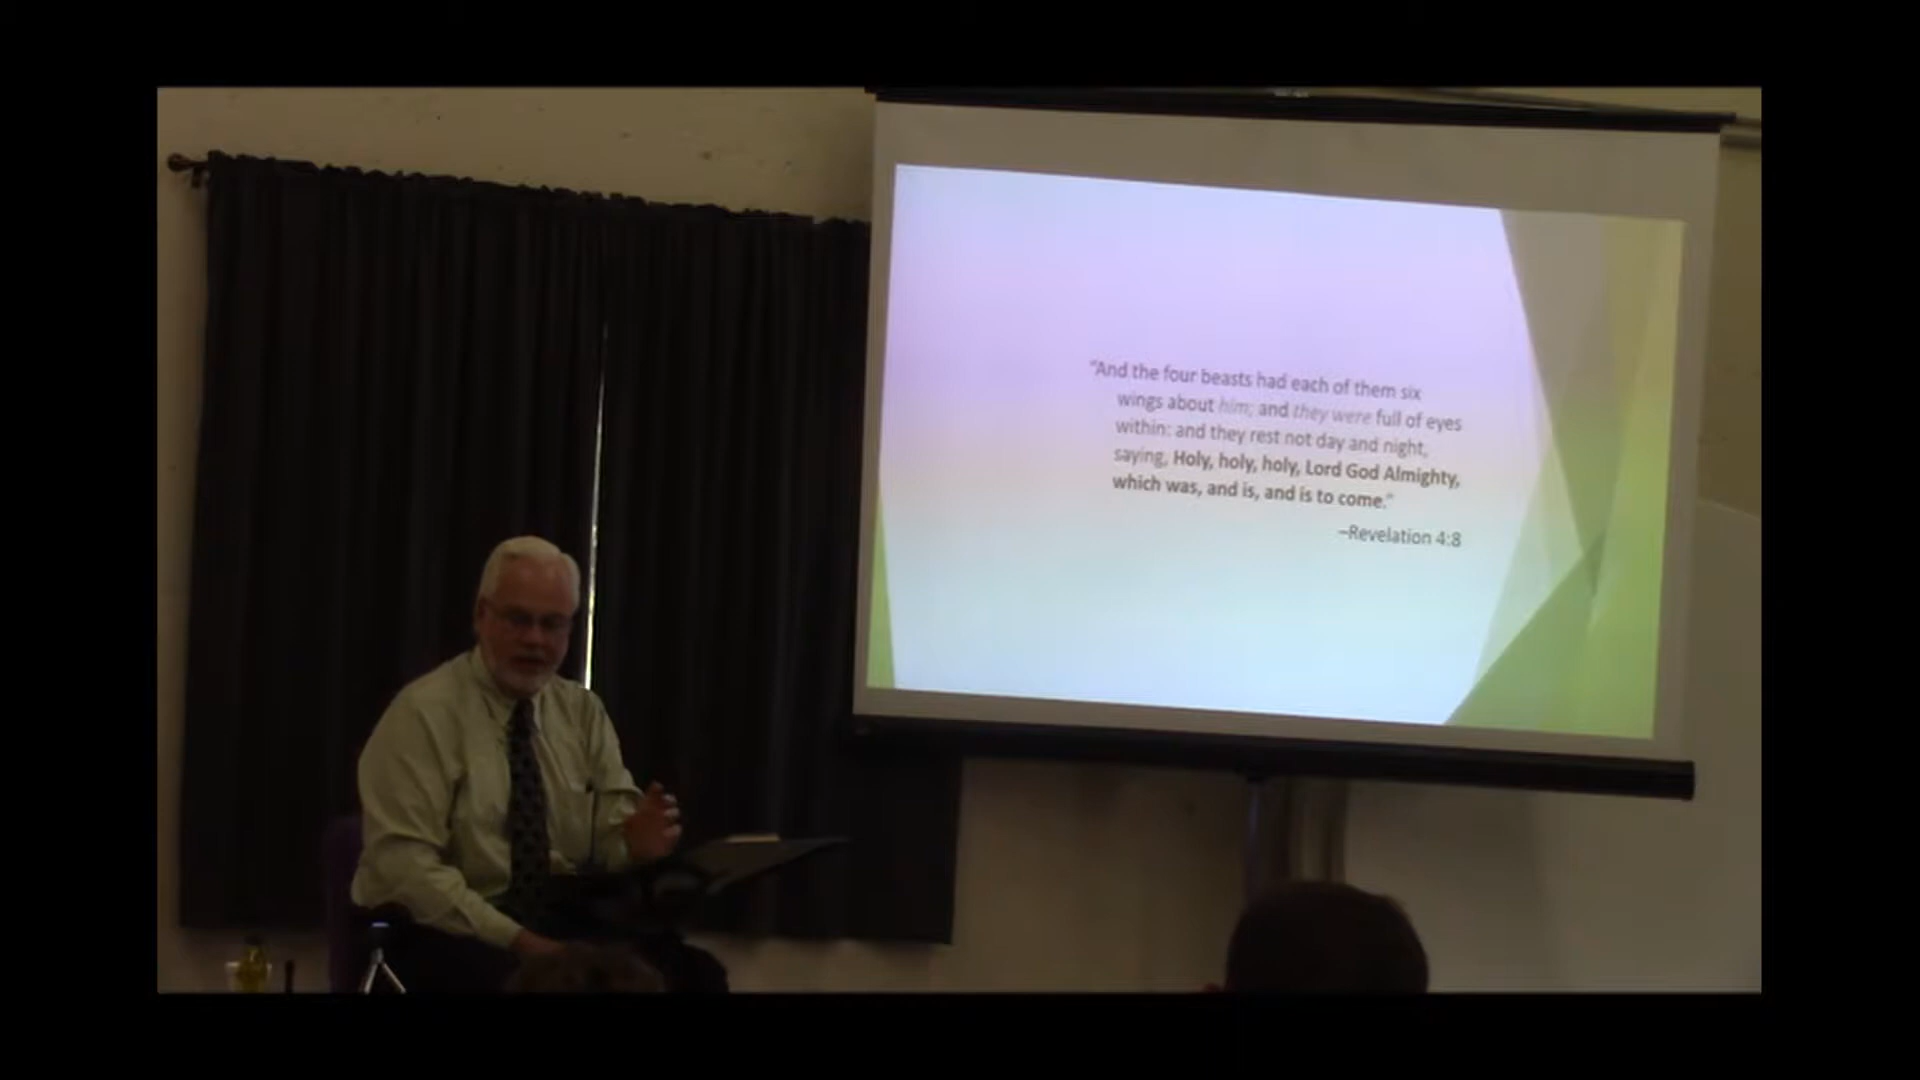 "And the four beasts had each of them six
wings about him; and they were full of eyes
within: and they rest not day and night,
saying, Holy, holy, holy, Lord God Almighty,
which was, and is, and is to come."
–Revelation 4:8